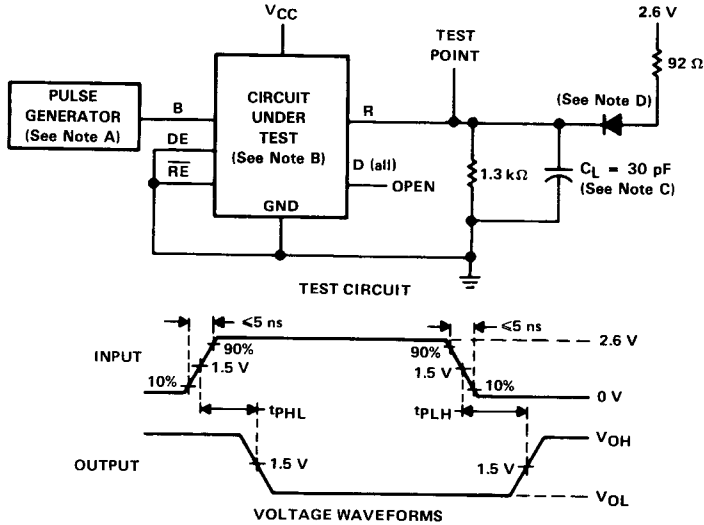 VCC
TEST
POINT
2.6 V
92 Ω
PULSE
GENERATOR
(See Note A)
B
DE
RE
CIRCUIT
UNDER
TEST
(See Note B)
GND
R
D (all)
OPEN
(See Note D)
1.3 kΩ
CL = 30 pF
(See Note C)
TEST CIRCUIT
≤5 ns
≤5 ns
INPUT
90%
1.5 V
10%
90%
1.5 V
10%
2.6 V
0 V
tPHL
tPLH
OUTPUT
1.5 V
1.5 V
VOH
VOL
VOLTAGE WAVEFORMS